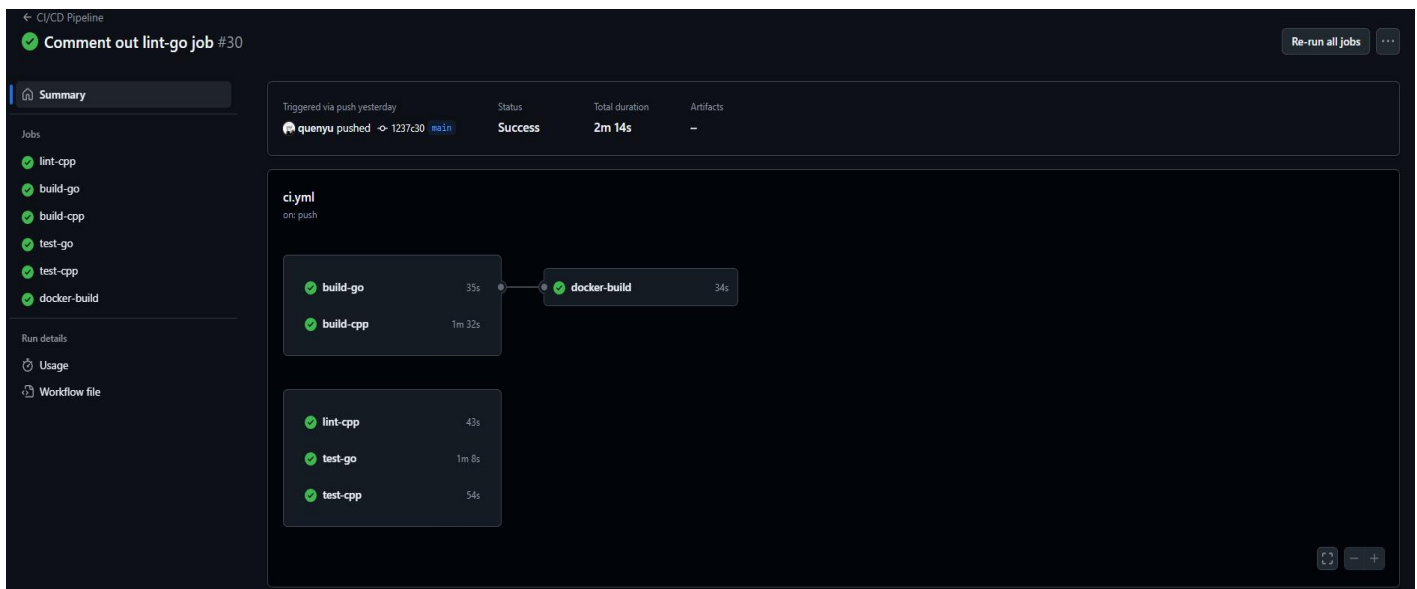 ← CI/CD Pipeline
Comment out lint-go job #30
Re-run all jobs
Summary
Jobs
lint-cpp
build-go
build-cpp
test-go
test-cpp
docker-build
Run details
Usage
Workflow file
Triggered via push yesterday
quenyu pushed 1237c30 main
Status
Success
Total duration
2m 14s
Artifacts
–
ci.yml
on: push
build-go 35s
build-cpp 1m 32s
docker-build 34s
lint-cpp 43s
test-go 1m 8s
test-cpp 54s